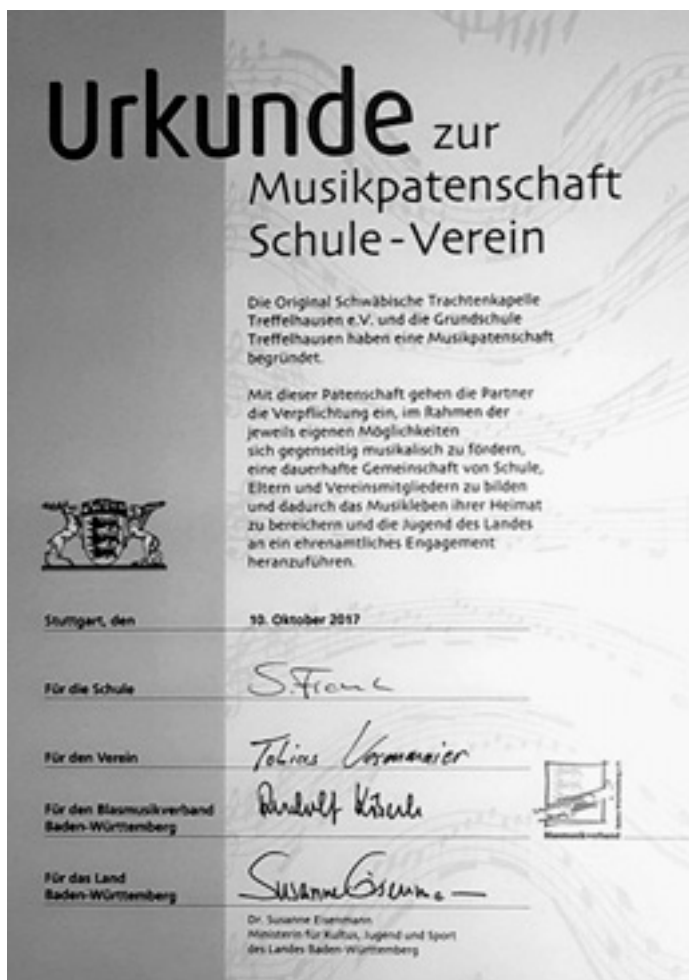 Urkunde zur
Musikpatenschaft
Schule-Verein
Die Original Schwäbische Trachtenkapelle
Treffelhausen e.V. und die Grundschule
Treffelhausen haben eine Musikpatenschaft
begründet.
Mit dieser Patenschaft gehen die Partner
die Verpflichtung ein, im Rahmen der
jeweils eigenen Möglichkeiten
sich gegenseitig musikalisch zu fördern,
eine dauerhafte Gemeinschaft von Schule,
Eltern und Vereinsmitgliedern zu bilden
und dadurch das Musikleben ihrer Heimat
zu bereichern und die Jugend des Landes
an ein ehrenamtliches Engagement
heranzuführen.
Stuttgart, den 10. Oktober 2017
Für die Schule
Für den Verein Tobias
Für den Blasmusikverband Rudolf
Baden-Württemberg
Blasmusikverband
Für das Land Susanne
Baden-Württemberg
Dr. Susanne Eisenmann
Ministerin für Kultus, Jugend und Sport
des Landes Baden-Württemberg